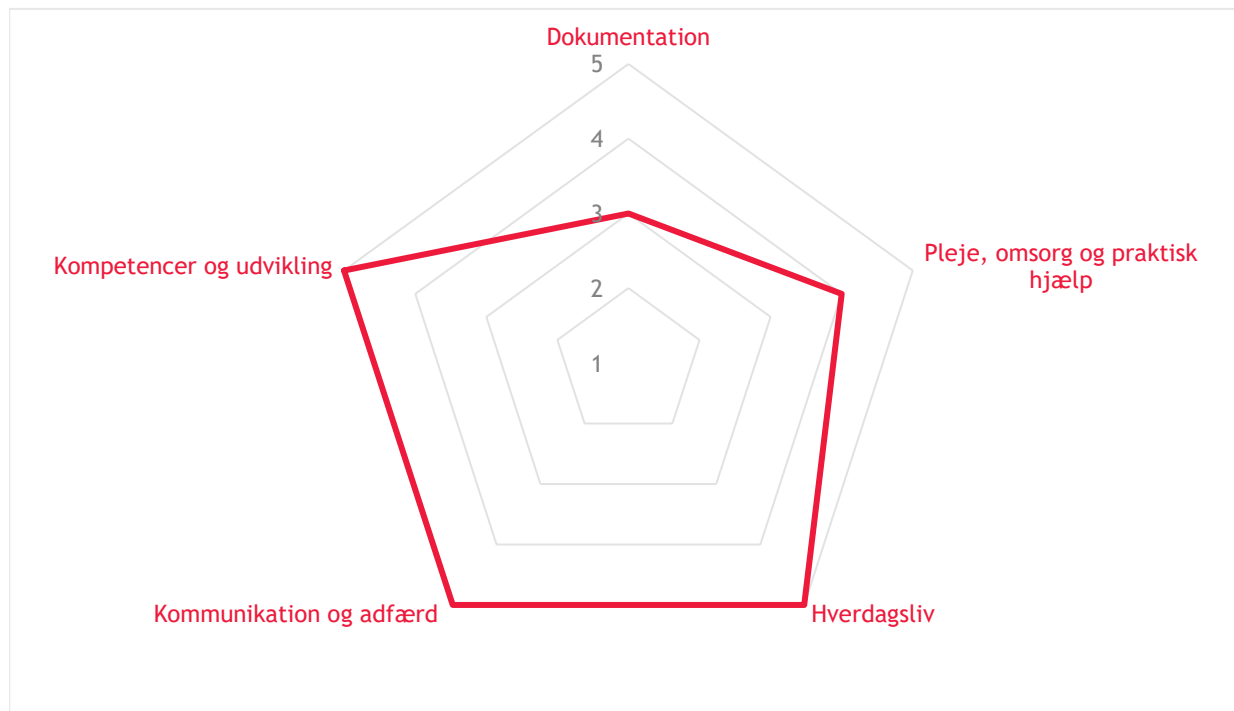 Dokumentation
5
4
3
2
1
Pleje, omsorg og praktisk
hjælp
Kompetencer og udvikling
Kommunikation og adfærd
Hverdagsliv